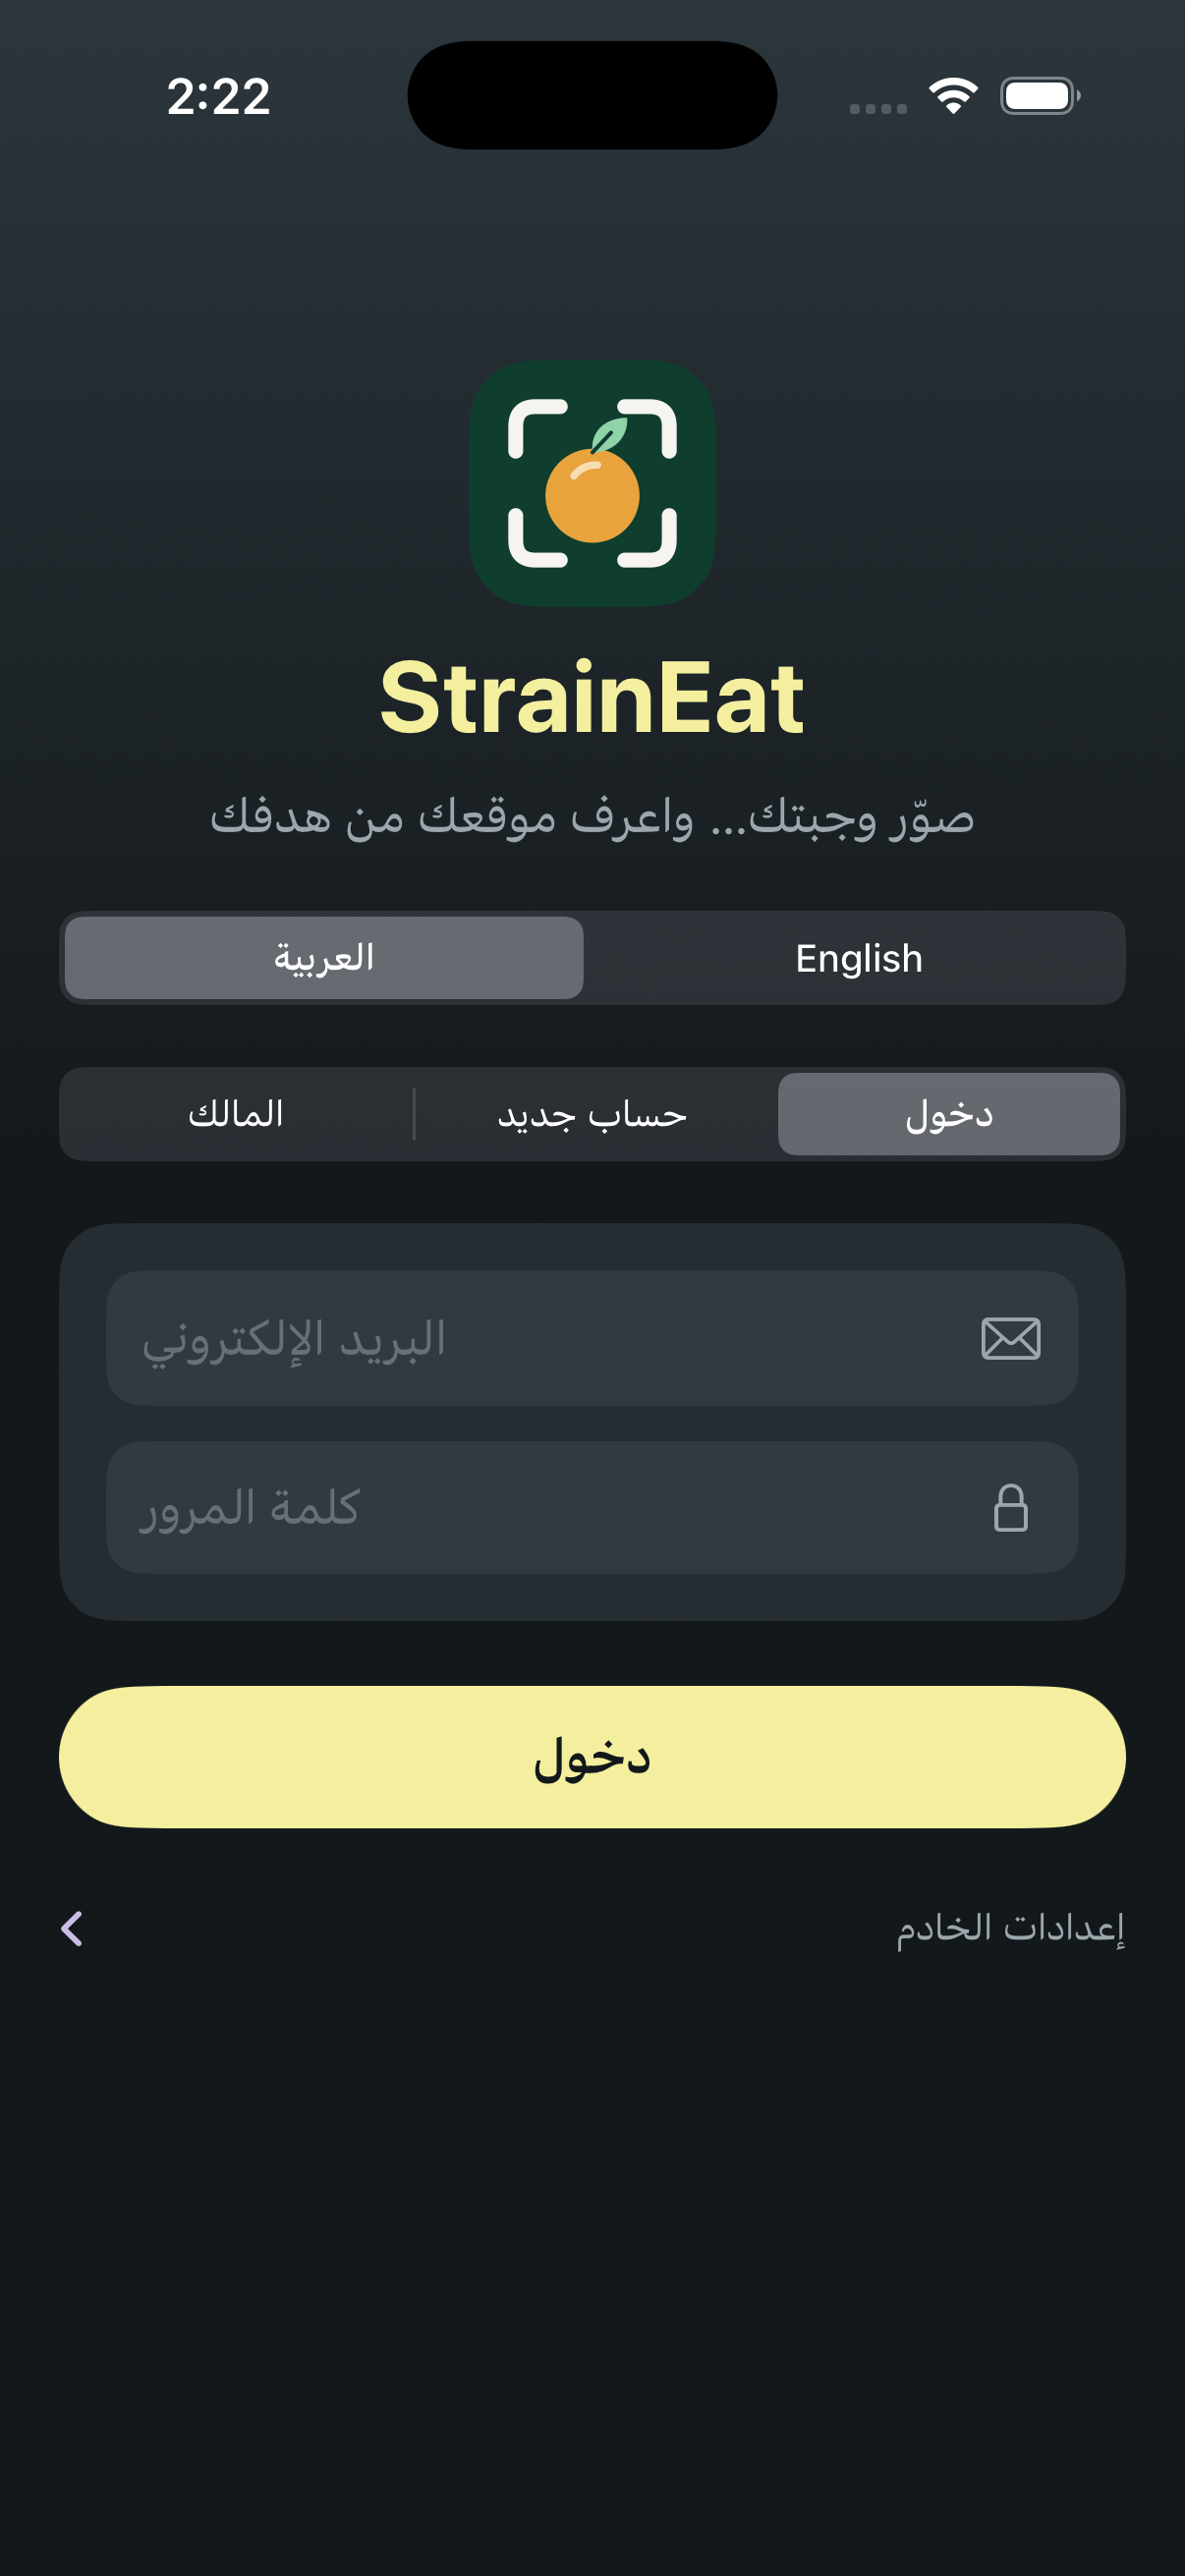 2:22
StrainEat
صوّر وجبتك... واعرف موقعك من هدفك
English العربية
دخول حساب جديد المالك
البريد الإلكتروني
كلمة المرور
دخول
إعدادات الخادم